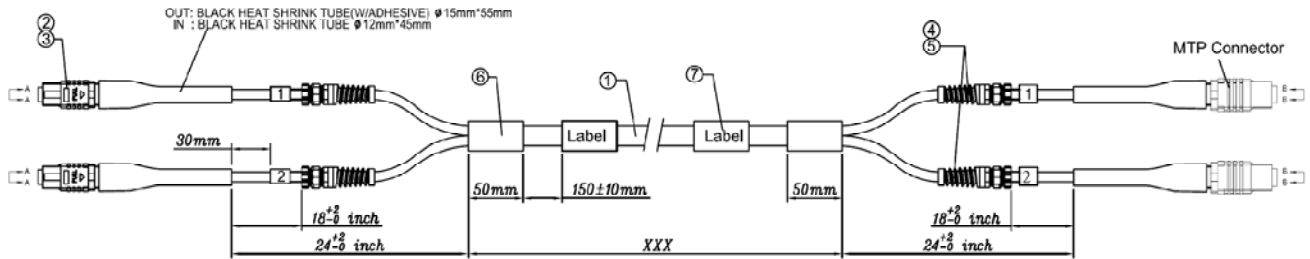 OUT: BLACK HEAT SHRINK TUBE(W/ADHESIVE) ø15mm*55mm
IN : BLACK HEAT SHRINK TUBE ø12mm*45mm
②
③
④
⑤
MTP Connector
⑥
①
⑦
A
A
1
Label
Label
1
B
B
30mm
A
A
2
2
B
B
50mm
150±10mm
50mm
18+2-0 inch
18+2-0 inch
24+2-0 inch
XXX
24+2-0 inch